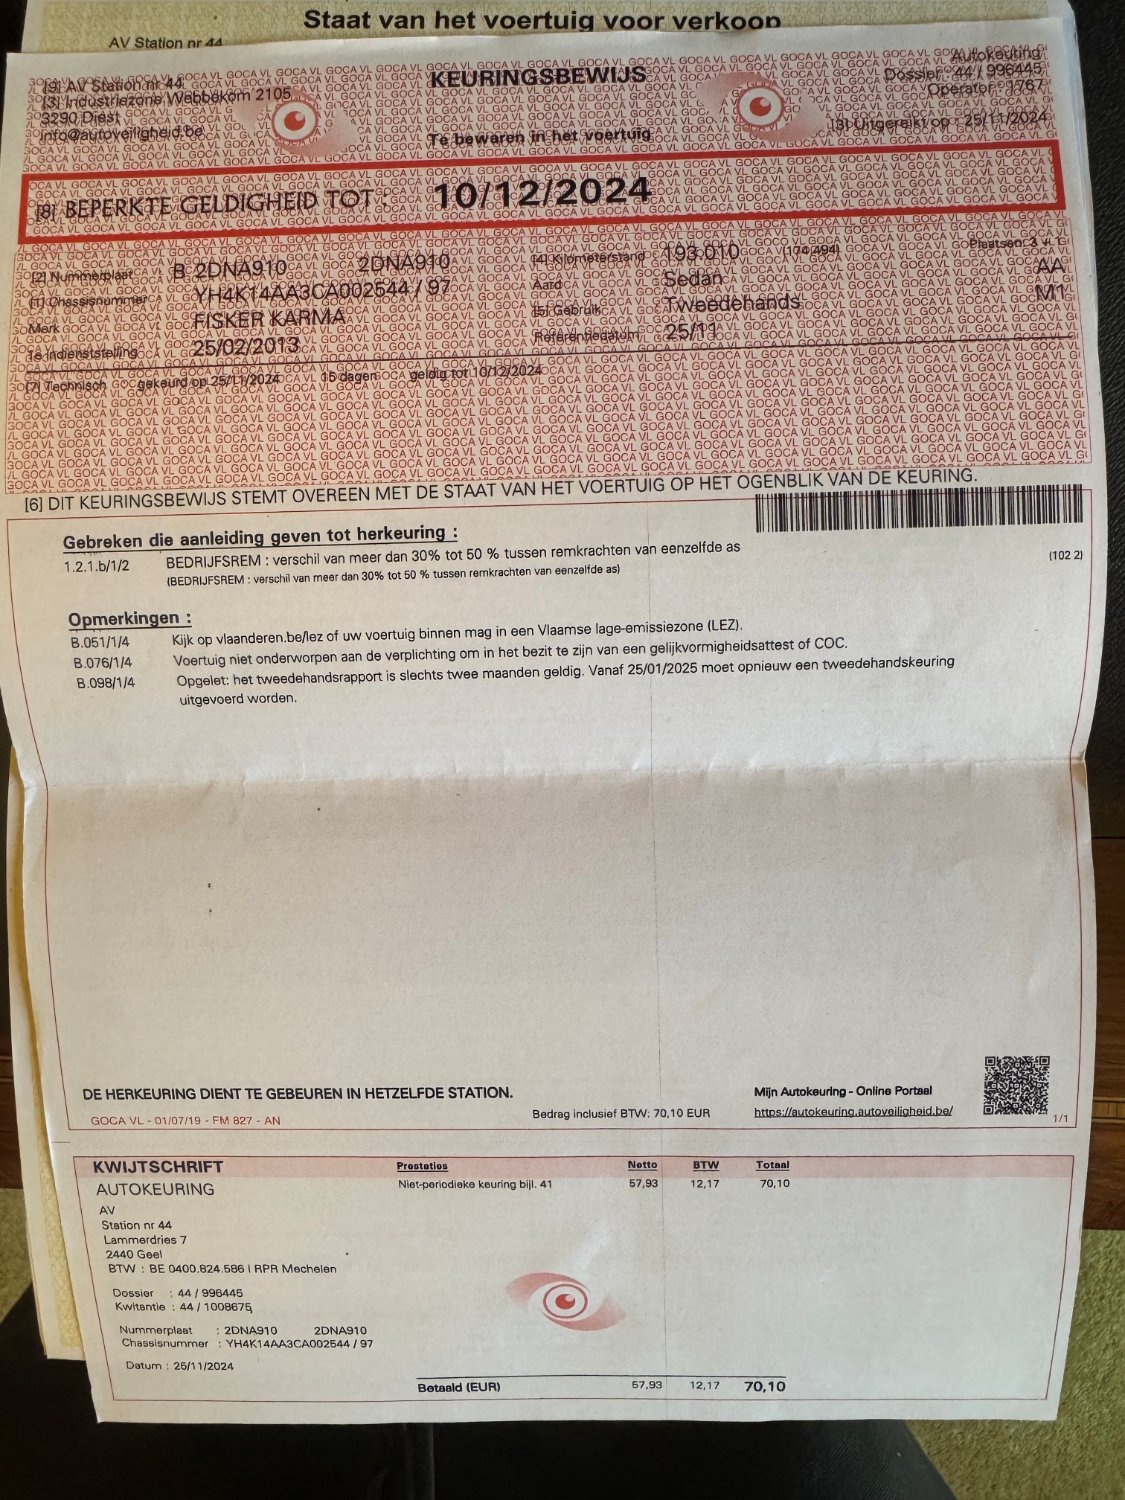 Staat van het voertuig voor verkoop
AV Station nr 44
[9] AV Station nr 44
[3] Industriezone Webbekom 2105
3290 Diest
info@autoveiligheid.be
KEURINGSBEWIJS
Te bewaren in het voertuig
Autokeuring
Dossier : 44 / 996445
Operator : 1767
[3] Uitgereikt op : 25/11/2024
[8] BEPERKTE GELDIGHEID TOT : 10/12/2024
[2] Nummerplaat B 2DNA910 2DNA910
[1] Chassisnummer YH4K14AA3CA002544 / 97
Merk FISKER KARMA
1e Indienststelling 25/02/2013
[4] Kilometerstand 193.010 (174.494)
Aard Sedan
[5] Gebruik Tweedehands
Referentiedatum 25/11
Plaatsen: 3 + 1
AA
M1
[7] Technisch gekeurd op 25/11/2024 15 dagen geldig tot 10/12/2024
[6] DIT KEURINGSBEWIJS STEMT OVEREEN MET DE STAAT VAN HET VOERTUIG OP HET OGENBLIK VAN DE KEURING.
Gebreken die aanleiding geven tot herkeuring :
1.2.1.b/1/2 BEDRIJFSREM : verschil van meer dan 30% tot 50 % tussen remkrachten van eenzelfde as (102 2)
(BEDRIJFSREM : verschil van meer dan 30% tot 50 % tussen remkrachten van eenzelfde as)
Opmerkingen :
B.051/1/4 Kijk op vlaanderen.be/lez of uw voertuig binnen mag in een Vlaamse lage-emissiezone (LEZ).
B.076/1/4 Voertuig niet onderworpen aan de verplichting om in het bezit te zijn van een gelijkvormigheidsattest of COC.
B.098/1/4 Opgelet: het tweedehandsrapport is slechts twee maanden geldig. Vanaf 25/01/2025 moet opnieuw een tweedehandskeuring
uitgevoerd worden.
DE HERKEURING DIENT TE GEBEUREN IN HETZELFDE STATION.
GOCA VL - 01/07/19 - FM 827 - AN
Bedrag inclusief BTW: 70,10 EUR
Mijn Autokeuring - Online Portaal
https://autokeuring.autoveiligheid.be/
1/1
KWIJTSCHRIFT
AUTOKEURING
AV
Station nr 44
Lammerdries 7
2440 Geel
BTW : BE 0400.824.586 | RPR Mechelen
Dossier : 44 / 996445
Kwitantie : 44 / 1008675
Nummerplaat : 2DNA910 2DNA910
Chassisnummer : YH4K14AA3CA002544 / 97
Datum : 25/11/2024
Prestaties Netto BTW Totaal
Niet-periodieke keuring bijl. 41 57,93 12,17 70,10
Betaald (EUR) 57,93 12,17 70,10